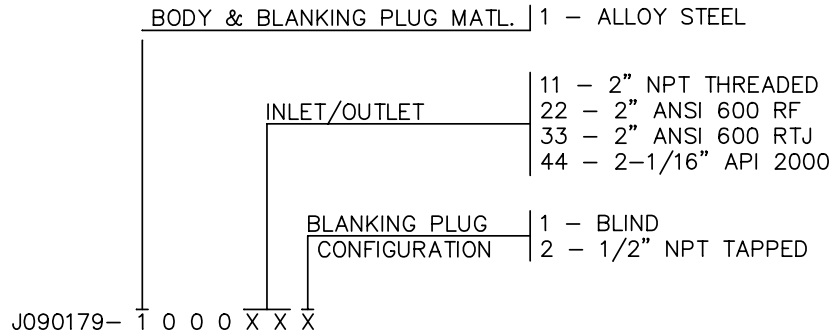 BODY & BLANKING PLUG MATL. 1 – ALLOY STEEL
11 – 2" NPT THREADED
INLET/OUTLET 22 – 2" ANSI 600 RF
33 – 2" ANSI 600 RTJ
44 – 2-1/16" API 2000
BLANKING PLUG 1 – BLIND
CONFIGURATION 2 – 1/2" NPT TAPPED
J090179- 1 0 0 0 X X X